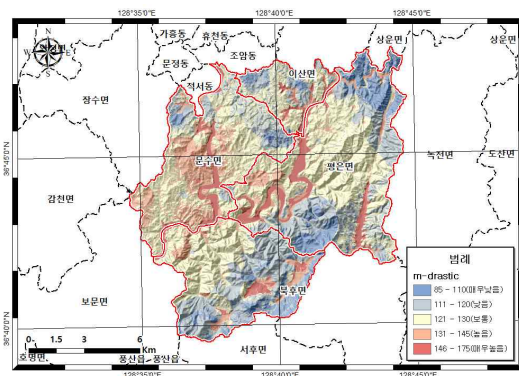 128°35'0"E 128°40'0"E 128°45'0"E
N
W E
S
가흥동 휴천동
상운면 상운면
문정동 조암동
적서동 이산면
장수면
36°45'0"N
녹전면 도산면
문수면 평은면
감천면
북후면
보문면
36°40'0"N
서후면
호명면 풍산읍 풍산읍
0 1.5 3 6
Km
범례
m-drastic
85 - 110(매우낮음)
111 - 120(낮음)
121 - 130(보통)
131 - 145(높음)
146 - 175(매우높음)
128°35'0"E 128°40'0"E 128°45'0"E